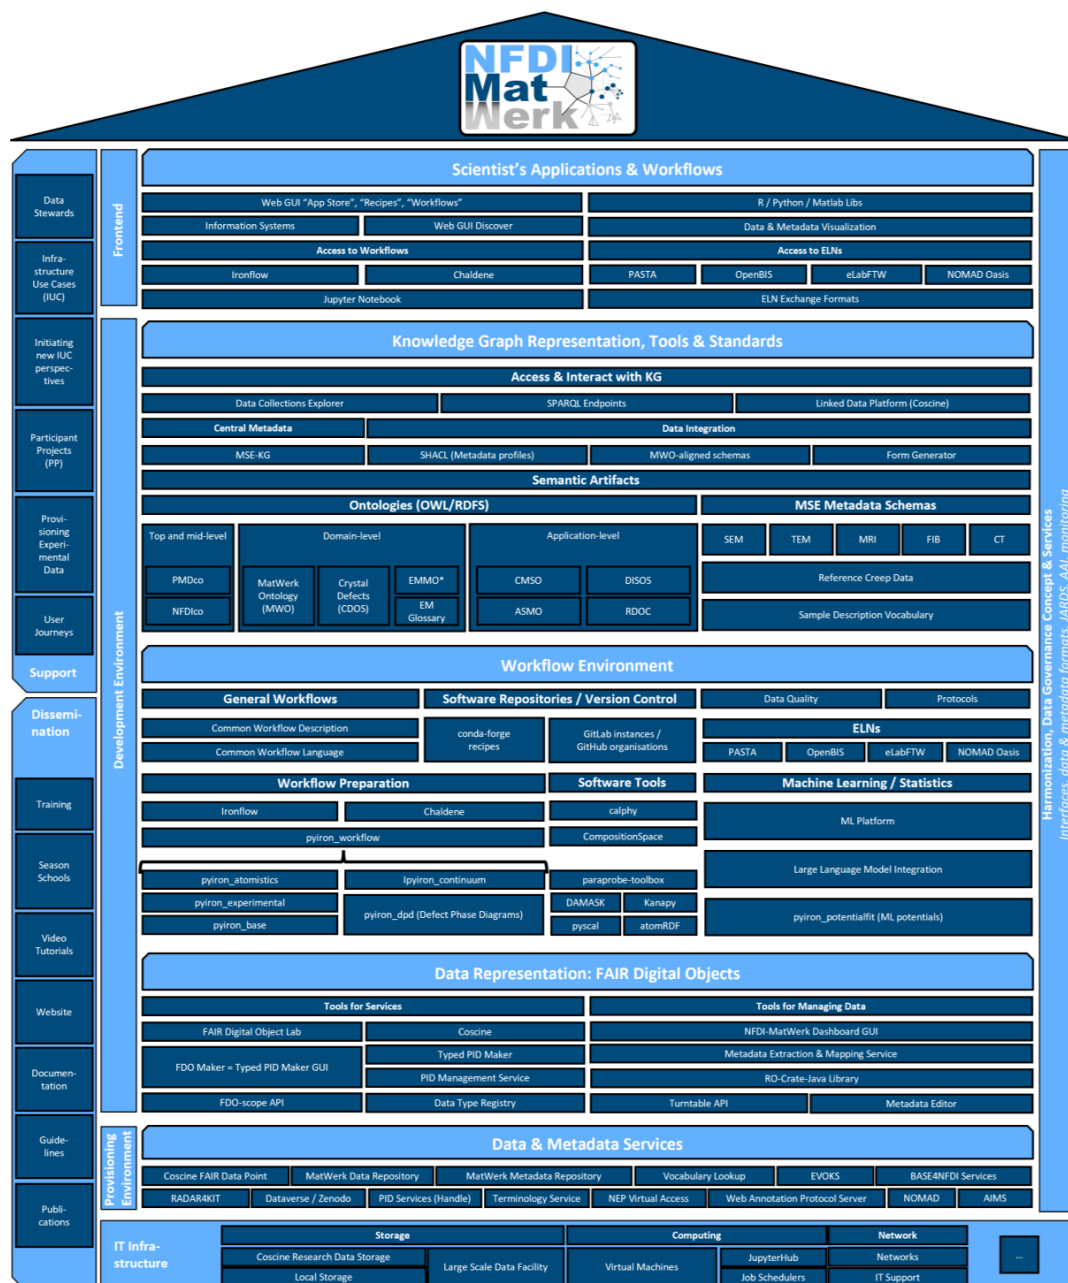 NFDI
Mat
Werk
Data
Stewards
Infra-
structure
Use Cases
(IUC)
Initiating
new IUC
perspec-
tives
Participant
Projects
(PP)
Provi-
sioning
Experi-
mental
Data
User
Journeys
Support
Dissemi-
nation
Training
Season
Schools
Video
Tutorials
Website
Documen-
tation
Guide-
lines
Publi-
cations
Frontend
Scientist's Applications & Workflows
Web GUI "App Store", "Recipes", "Workflows"
R / Python / Matlab Libs
Information Systems
Web GUI Discover
Data & Metadata Visualization
Access to Workflows
Access to ELNs
Ironflow
Chaldene
PASTA
OpenBIS
eLabFTW
NOMAD Oasis
Jupyter Notebook
ELN Exchange Formats
Development Environment
Knowledge Graph Representation, Tools & Standards
Access & Interact with KG
Data Collections Explorer
SPARQL Endpoints
Linked Data Platform (Coscine)
Central Metadata
Data Integration
MSE-KG
SHACL (Metadata profiles)
MWO-aligned schemas
Form Generator
Semantic Artifacts
Ontologies (OWL/RDFS)
MSE Metadata Schemas
Top and mid-level
Domain-level
Application-level
PMDco
NFDIco
MatWerk
Ontology
(MWO)
Crystal
Defects
(CDOS)
EMMO*
EM
Glossary
CMSO
DISOS
ASMO
RDOC
SEM
TEM
MRI
FIB
CT
Reference Creep Data
Sample Description Vocabulary
Workflow Environment
General Workflows
Software Repositories / Version Control
Data Quality
Protocols
Common Workflow Description
Common Workflow Language
conda-forge
recipes
GitLab instances /
GitHub organisations
ELNs
PASTA
OpenBIS
eLabFTW
NOMAD Oasis
Workflow Preparation
Software Tools
Machine Learning / Statistics
Ironflow
Chaldene
calphy
ML Platform
pyiron_workflow
CompositionSpace
pyiron_atomistics
Ipyiron_continuum
paraprobe-toolbox
Large Language Model Integration
pyiron_experimental
pyiron_dpd (Defect Phase Diagrams)
DAMASK
Kanapy
pyiron_base
pyscal
atomRDF
pyiron_potentialfit (ML potentials)
Data Representation: FAIR Digital Objects
Tools for Services
Tools for Managing Data
FAIR Digital Object Lab
Coscine
NFDI-MatWerk Dashboard GUI
FDO Maker = Typed PID Maker GUI
Typed PID Maker
Metadata Extraction & Mapping Service
PID Management Service
RO-Crate-Java Library
FDO-scope API
Data Type Registry
Turntable API
Metadata Editor
Provisioning
Environment
Data & Metadata Services
Coscine FAIR Data Point
MatWerk Data Repository
MatWerk Metadata Repository
Vocabulary Lookup
EVOKS
BASE4NFDI Services
RADAR4KIT
Dataverse / Zenodo
PID Services (Handle)
Terminology Service
NEP Virtual Access
Web Annotation Protocol Server
NOMAD
AIMS
IT Infra-
structure
Storage
Computing
Network
Coscine Research Data Storage
Large Scale Data Facility
Virtual Machines
JupyterHub
Networks
Local Storage
Job Schedulers
IT Support
...
Harmonization, Data Governance Concept & Services
Interfaces, data & metadata formats, JARDS, AAI, monitoring